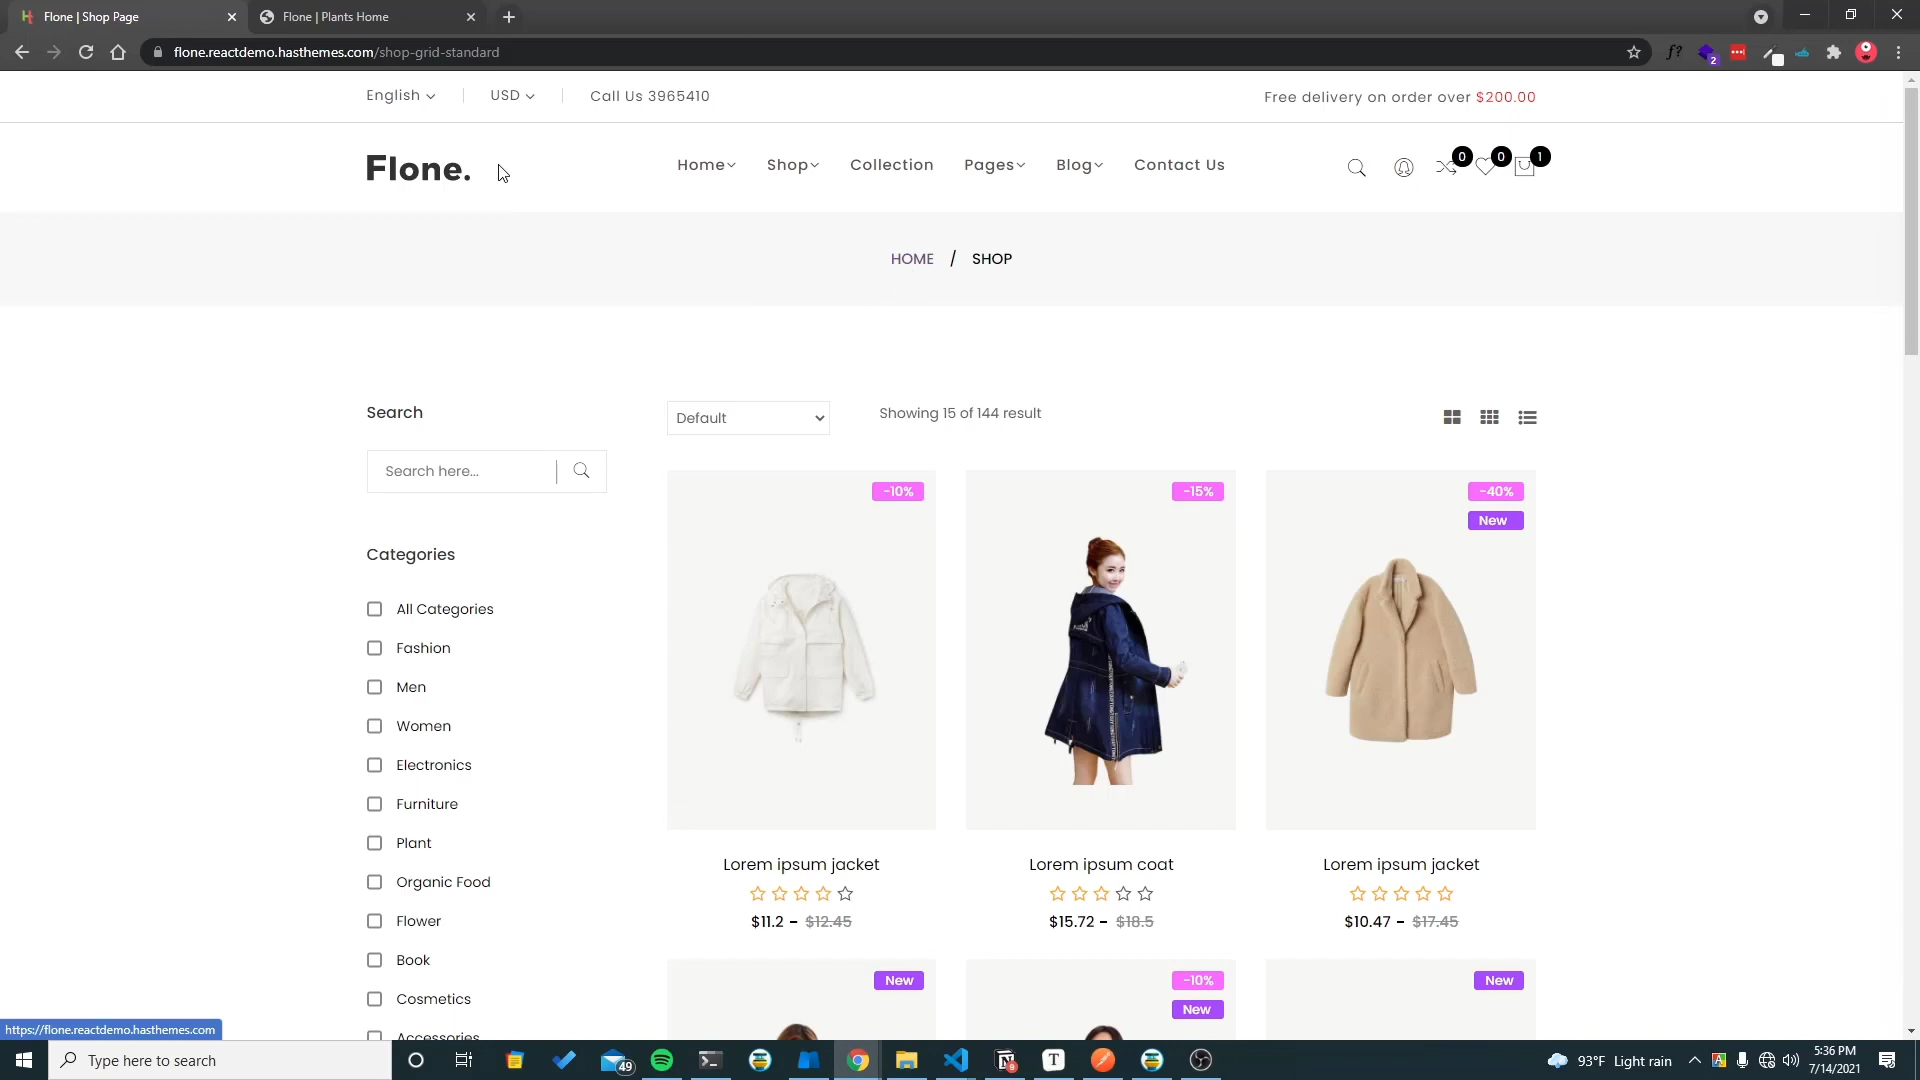 Flone | Shop Page
Flone | Plants Home
flone.reactdemo.hasthemes.com/shop-grid-standard
f?
2
English
USD
Call Us 3965410
Free delivery on order over $200.00
Flone.
Home
Shop
Collection
Pages
Blog
Contact Us
0
0
1
HOME / SHOP
Search
Default
Showing 15 of 144 result
Search here...
-10%
-15%
-40%
New
Categories
All Categories
Fashion
Men
Women
Electronics
Furniture
Plant
Organic Food
Flower
Book
Cosmetics
Accessories
Lorem ipsum jacket
$11.2 - $12.45
Lorem ipsum coat
$15.72 - $18.5
Lorem ipsum jacket
$10.47 - $17.45
New
-10%
New
New
https://flone.reactdemo.hasthemes.com
Type here to search
49
9
T
93°F Light rain
5:36 PM
7/14/2021